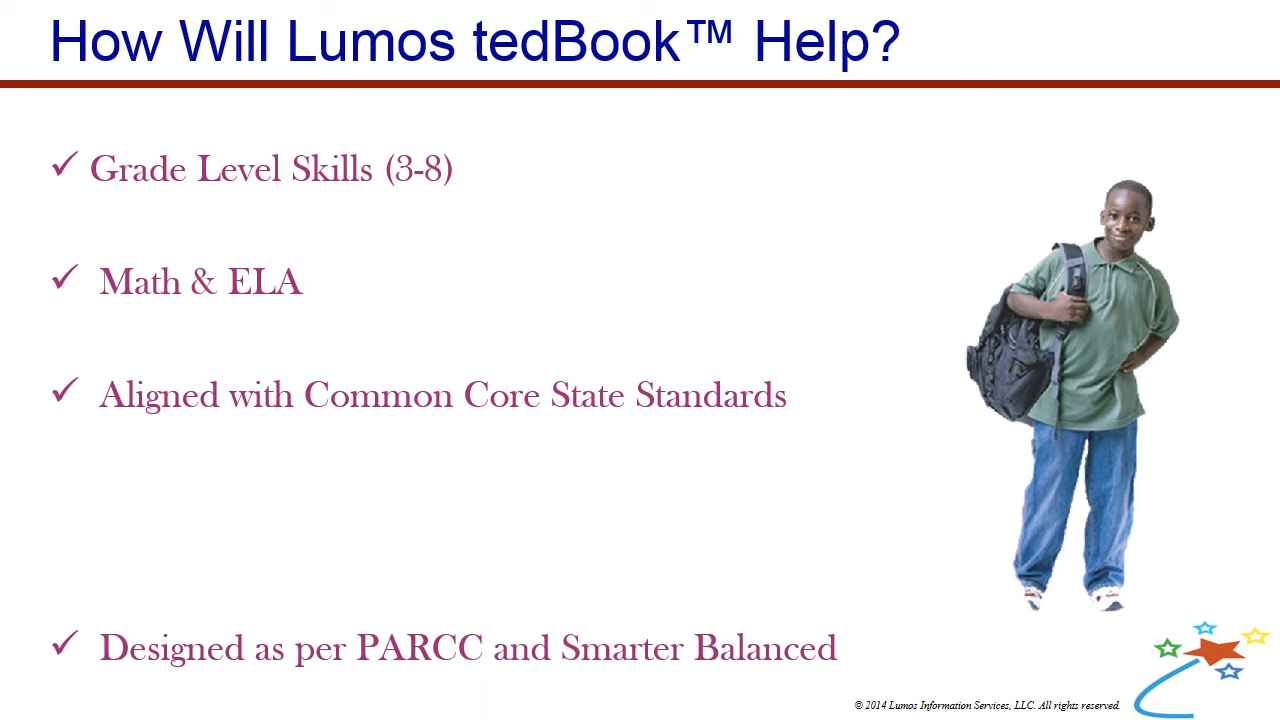 How Will Lumos tedBook™ Help?
✓ Grade Level Skills (3-8)
✓ Math & ELA
✓ Aligned with Common Core State Standards
✓ Designed as per PARCC and Smarter Balanced
© 2014 Lumos Information Services, LLC. All rights reserved.